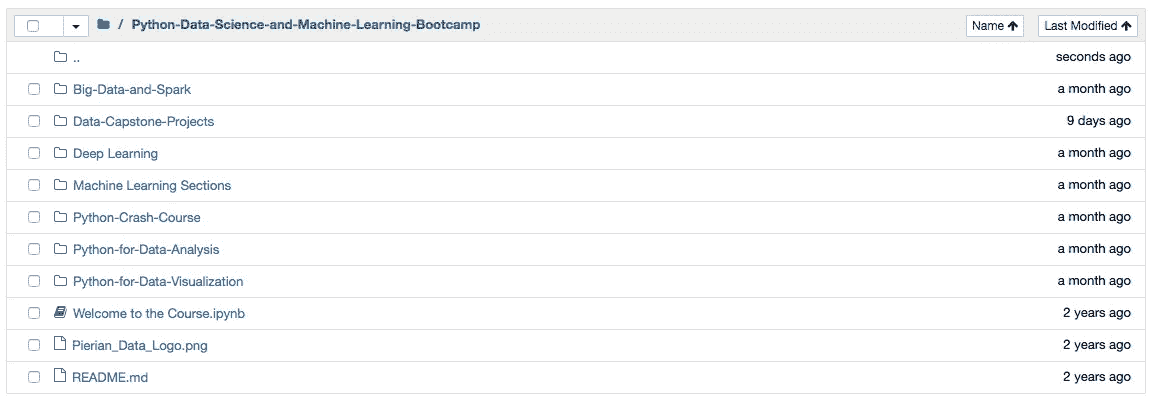 / Python-Data-Science-and-Machine-Learning-Bootcamp Name Last Modified
.. seconds ago
Big-Data-and-Spark a month ago
Data-Capstone-Projects 9 days ago
Deep Learning a month ago
Machine Learning Sections a month ago
Python-Crash-Course a month ago
Python-for-Data-Analysis a month ago
Python-for-Data-Visualization a month ago
Welcome to the Course.ipynb 2 years ago
Pierian_Data_Logo.png 2 years ago
README.md 2 years ago